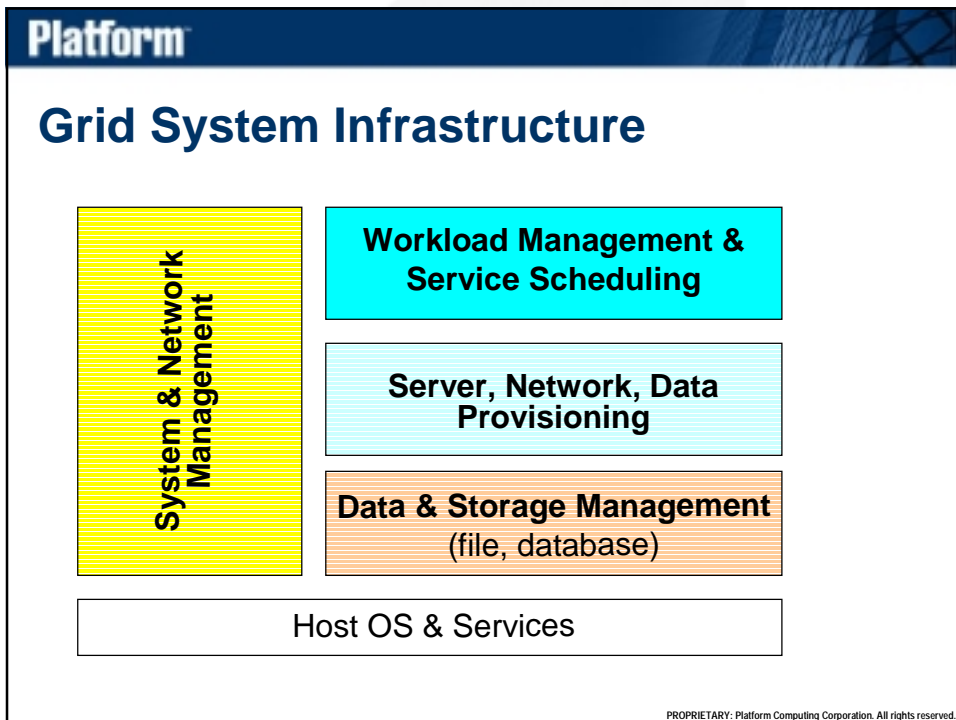 Platform
Grid System Infrastructure
System & Network
Management
Workload Management &
Service Scheduling
Server, Network, Data
Provisioning
Data & Storage Management
(file, database)
Host OS & Services
PROPRIETARY: Platform Computing Corporation. All rights reserved.